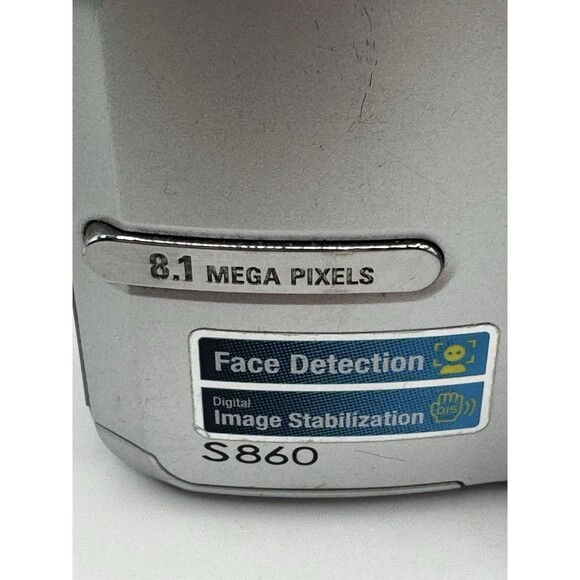 8.1 MEGA PIXELS
Face Detection
Digital
Image Stabilization
DIS
S860